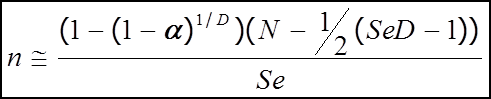 n ≅ (1 - (1 - α)^{1/D})(N - 1/2 (SeD - 1)) / Se